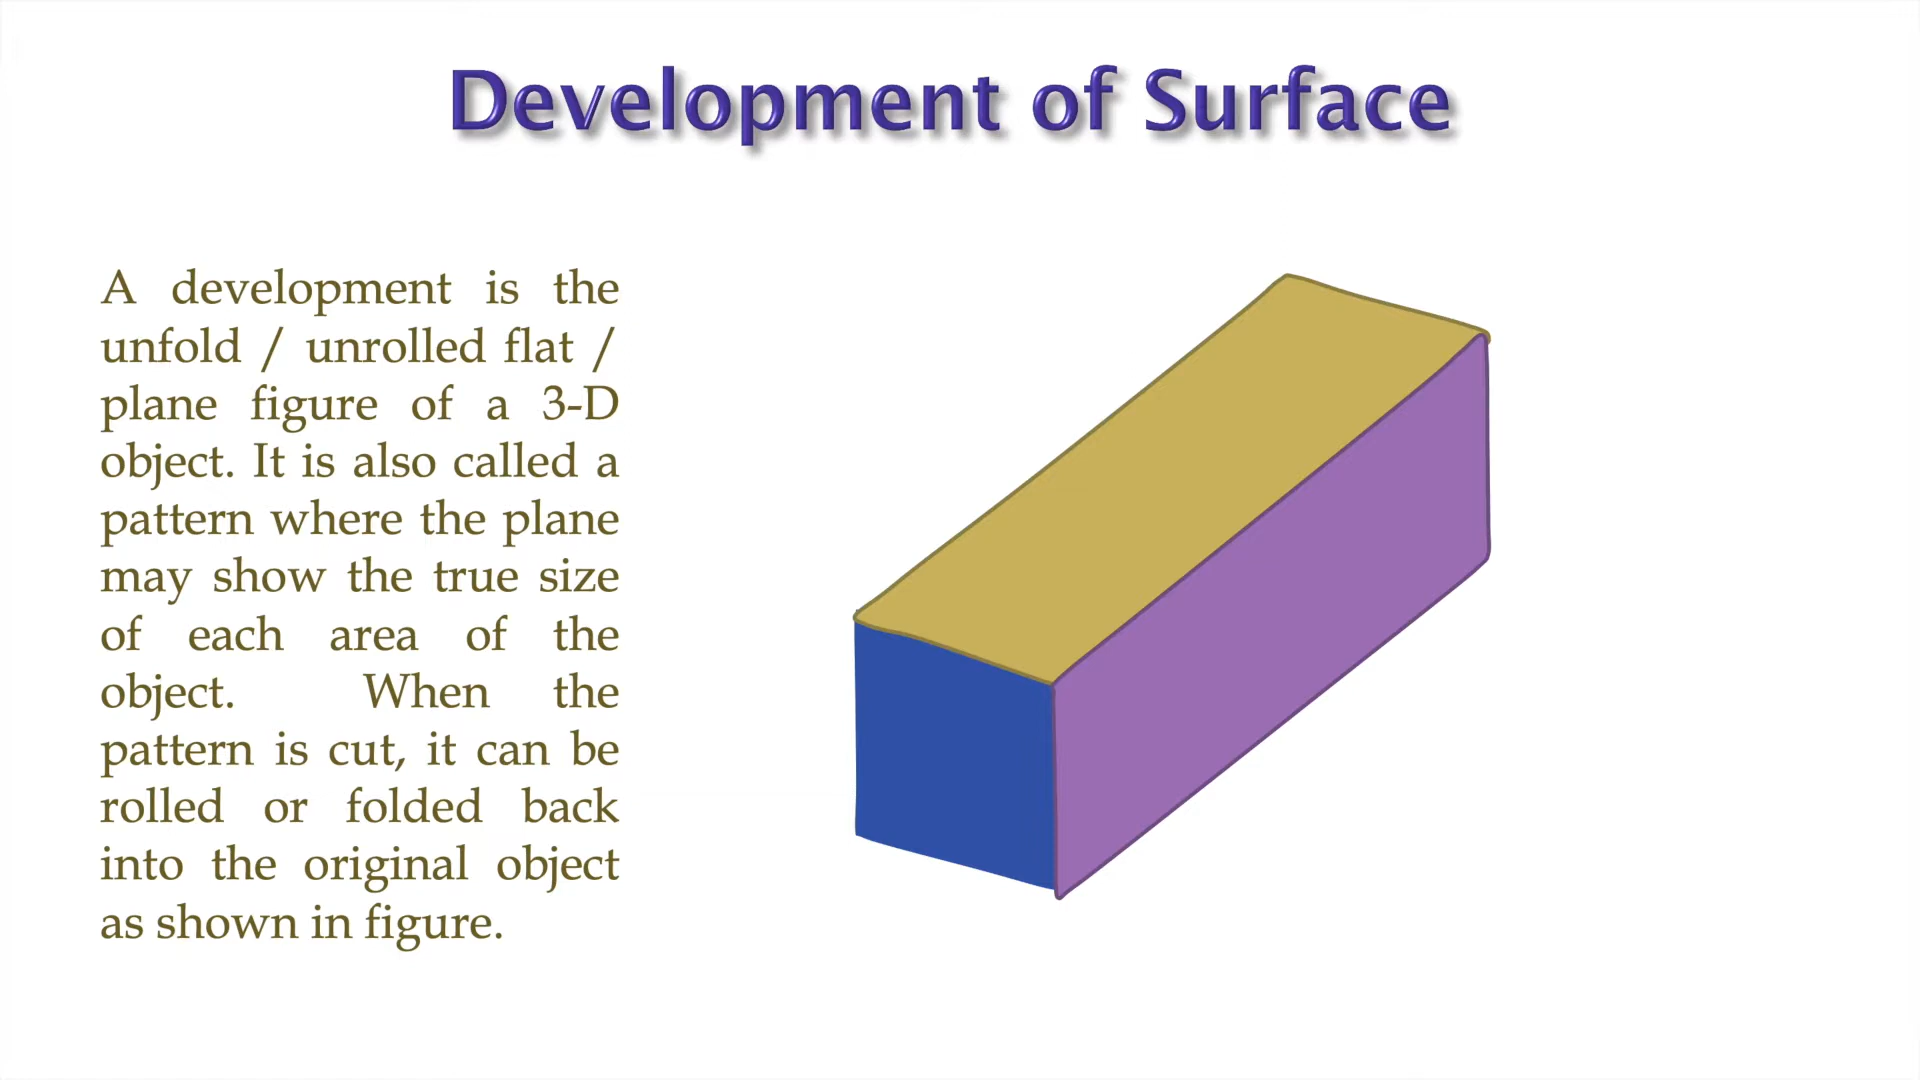 Development of Surface
A development is the
unfold / unrolled flat /
plane figure of a 3-D
object. It is also called a
pattern where the plane
may show the true size
of each area of the
object. When the
pattern is cut, it can be
rolled or folded back
into the original object
as shown in figure.